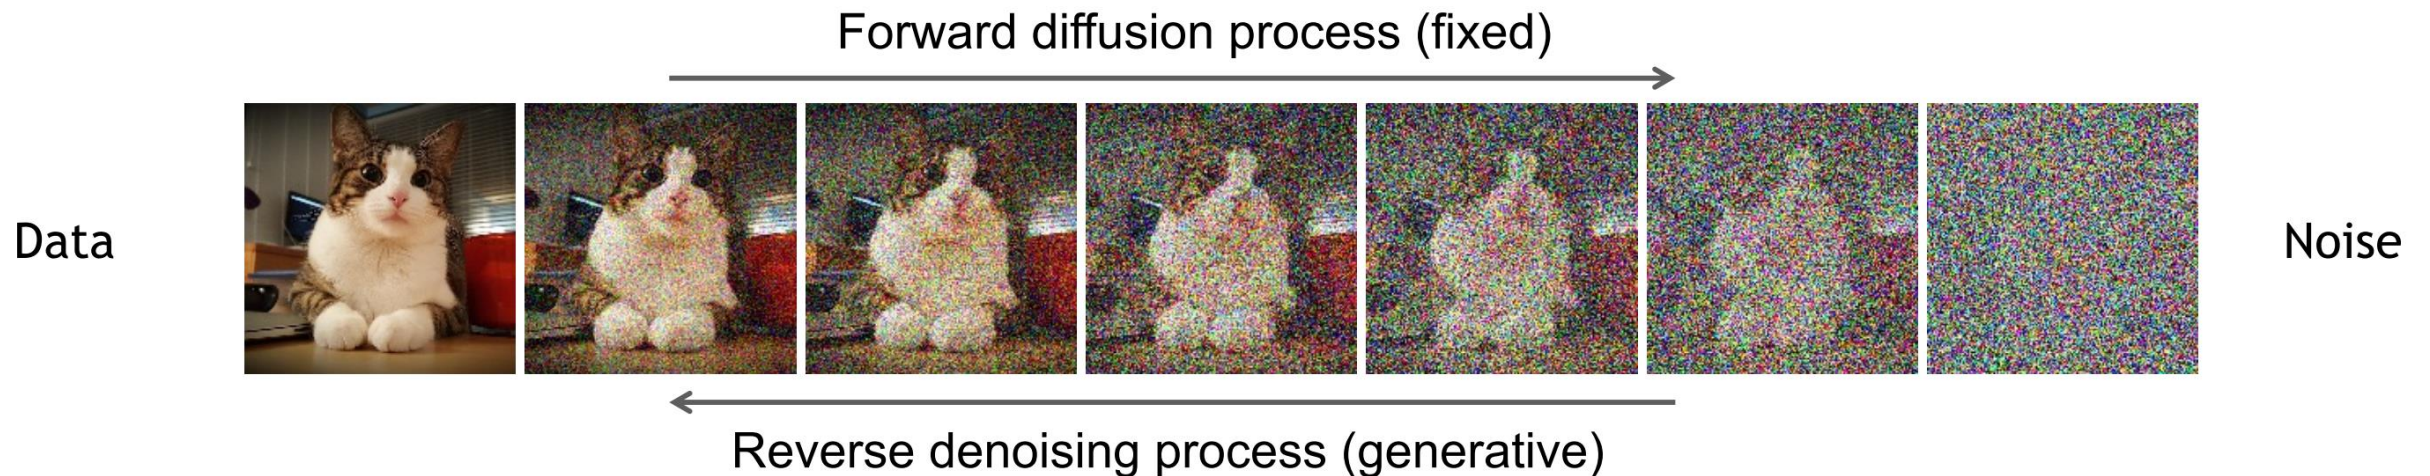 Forward diffusion process (fixed)
Data
Noise
Reverse denoising process (generative)